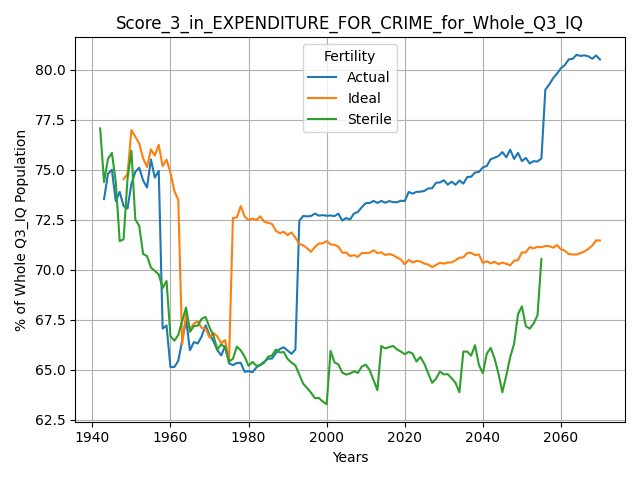 Score_3_in_EXPENDITURE_FOR_CRIME_for_Whole_Q3_IQ
Fertility
Actual
Ideal
Sterile
% of Whole Q3_IQ Population
80.0
77.5
75.0
72.5
70.0
67.5
65.0
62.5
1940 1960 1980 2000 2020 2040 2060
Years